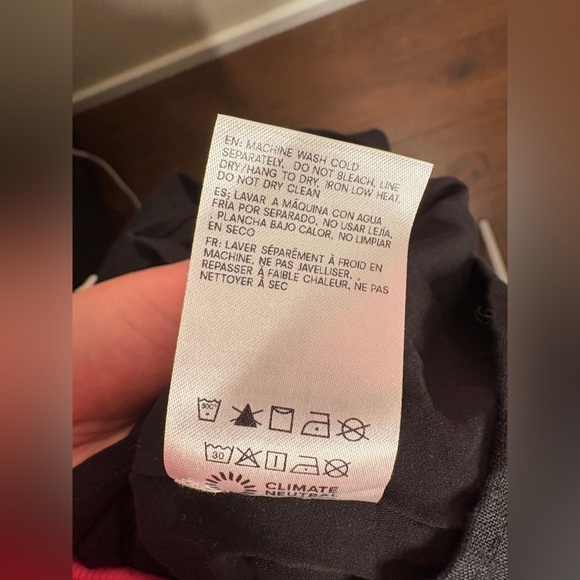 EN: MACHINE WASH COLD
SEPARATELY, DO NOT BLEACH, LINE
DRY/HANG TO DRY, IRON LOW HEAT,
DO NOT DRY CLEAN
ES: LAVAR A MÁQUINA CON AGUA
FRÍA POR SEPARADO, NO USAR LEJÍA,
, PLANCHA BAJO CALOR, NO LIMPIAR
EN SECO
FR: LAVER SÉPARÉMENT À FROID EN
MACHINE, NE PAS JAVELLISER, ,
REPASSER À FAIBLE CHALEUR, NE PAS
NETTOYER À SEC
30
CLIMATE
NEUTRAL